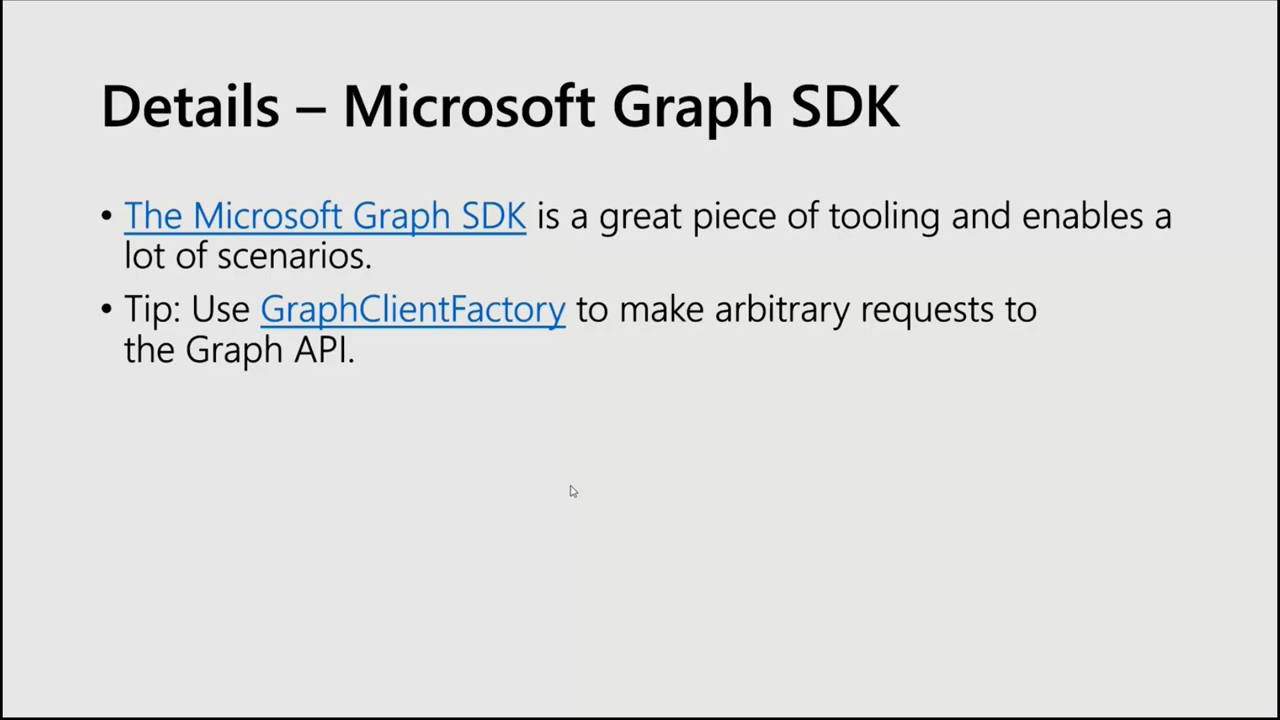 Details – Microsoft Graph SDK
• The Microsoft Graph SDK is a great piece of tooling and enables a
lot of scenarios.
• Tip: Use GraphClientFactory to make arbitrary requests to
the Graph API.